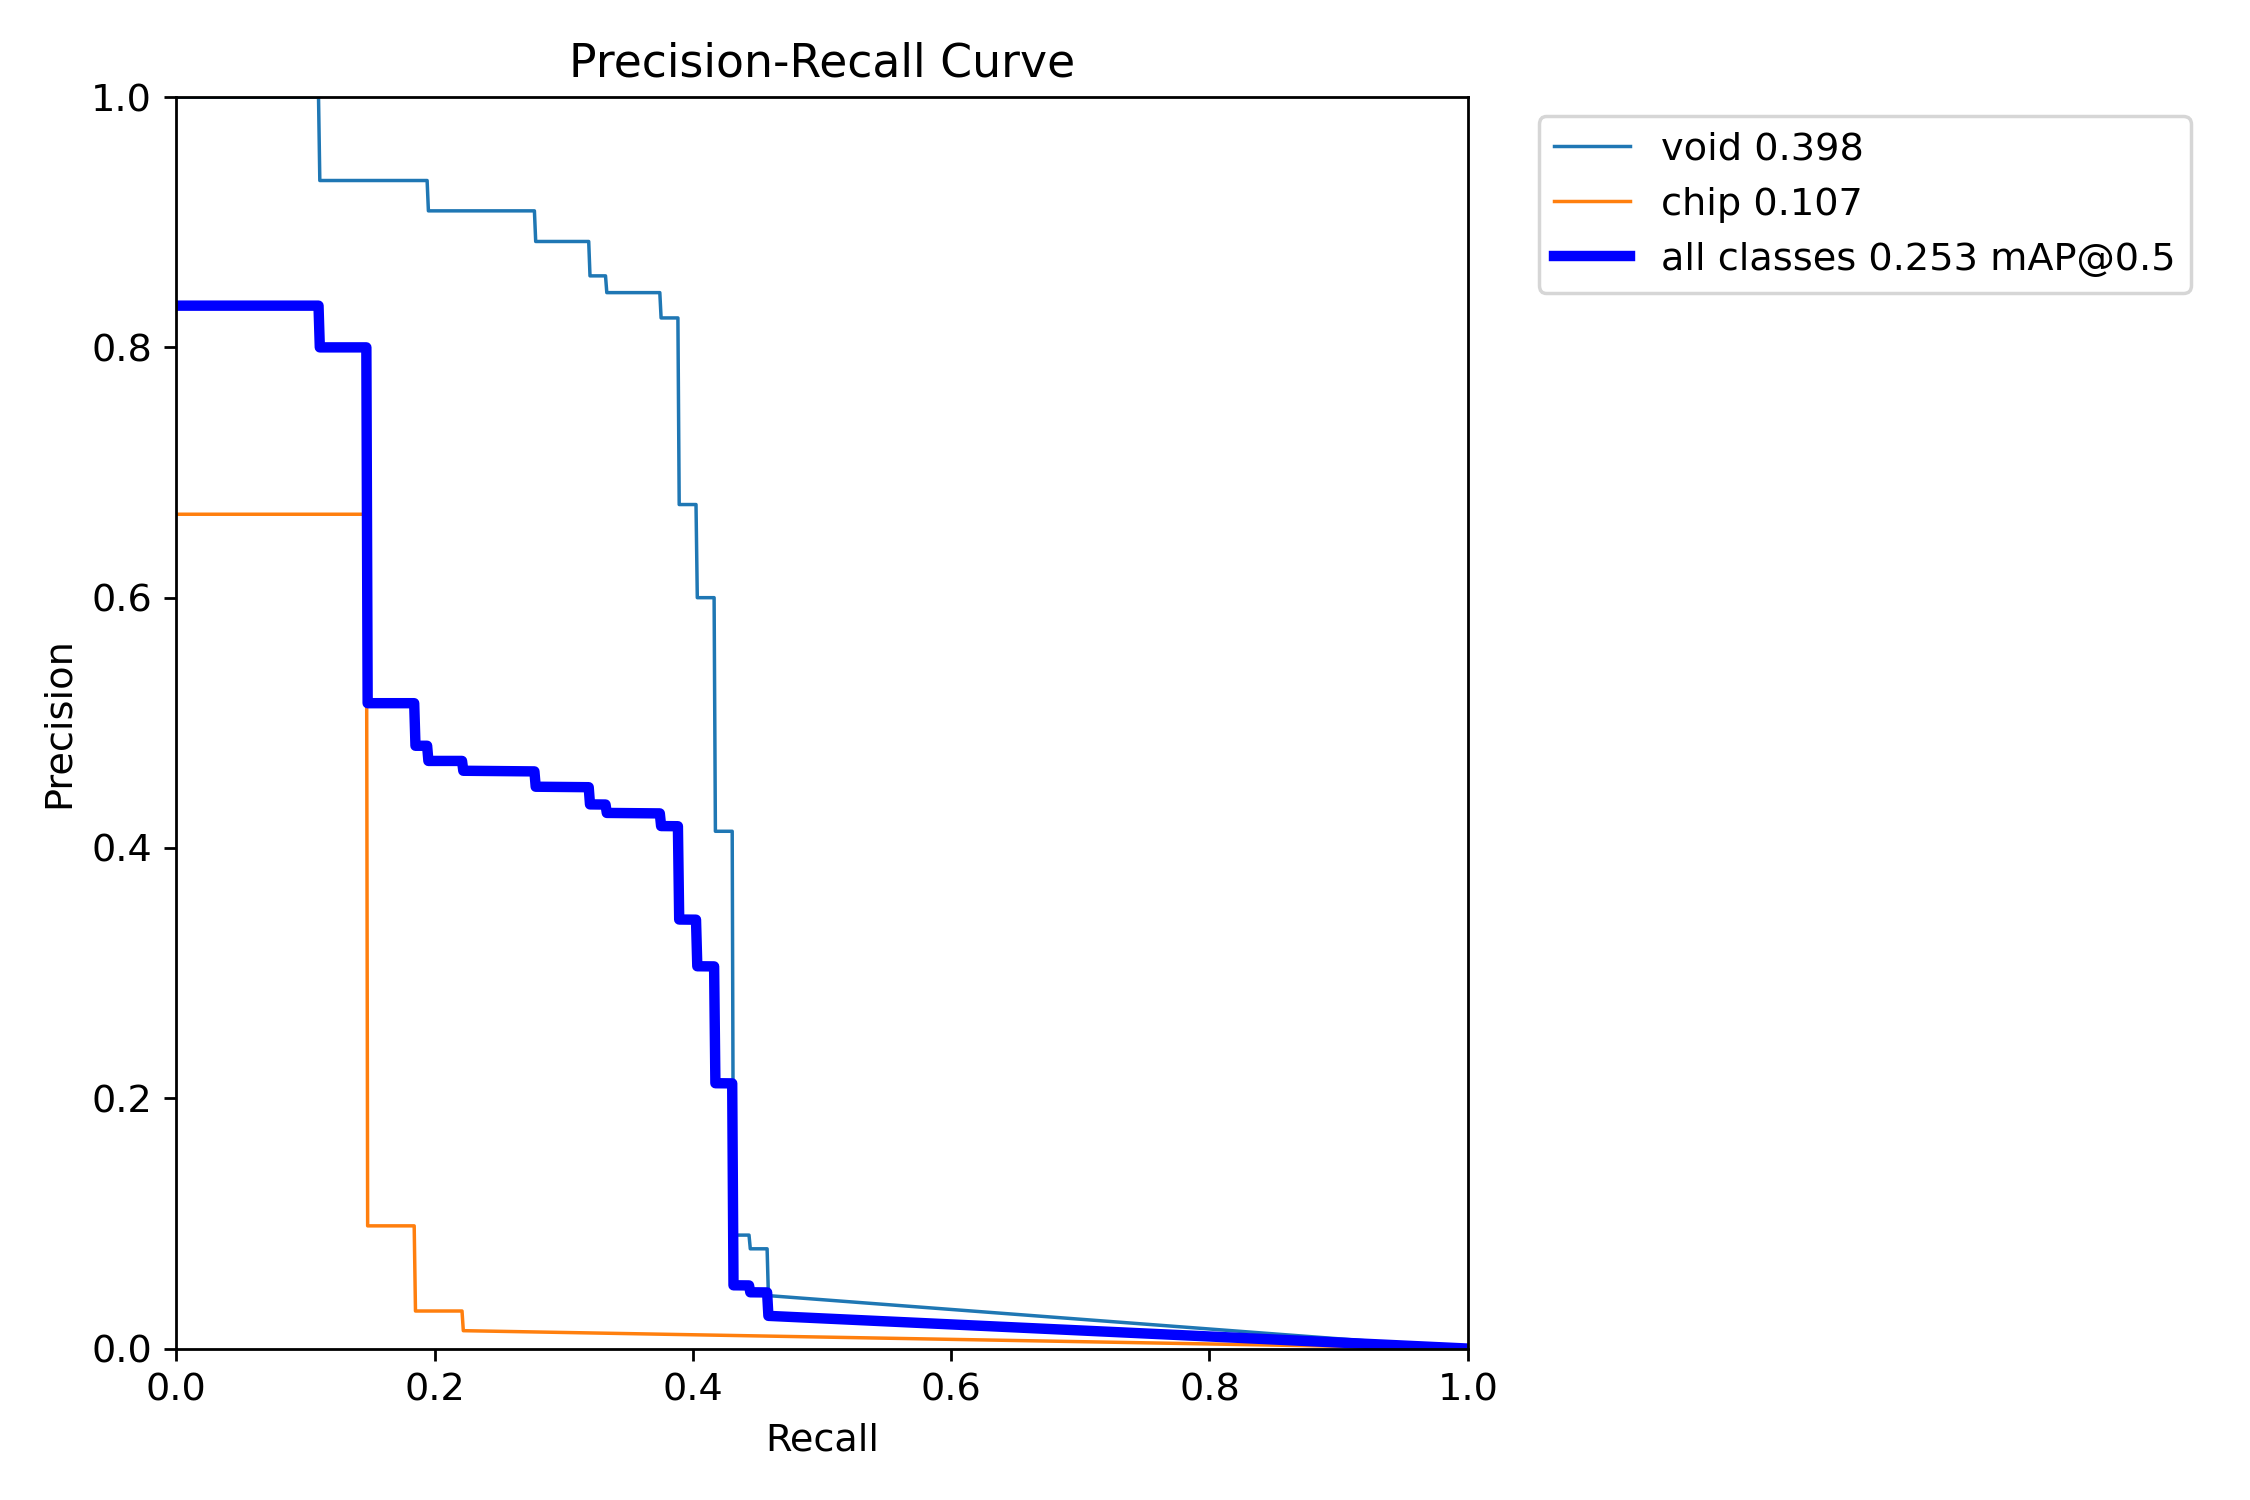 Precision-Recall Curve
void 0.398
chip 0.107
all classes 0.253 mAP@0.5
Precision
1.0
0.8
0.6
0.4
0.2
0.0
0.0 0.2 0.4 0.6 0.8 1.0
Recall